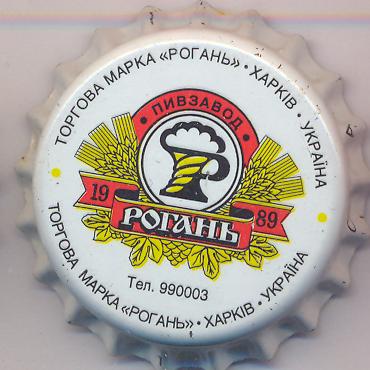 ТОРГОВА МАРКА «РОГАНЬ» • ХАРКІВ • УКРАЇНА
ПИВЗАВОД
19 89
РОГАНЬ
Тел. 990003
ТОРГОВА МАРКА «РОГАНЬ» • ХАРКІВ • УКРАЇНА